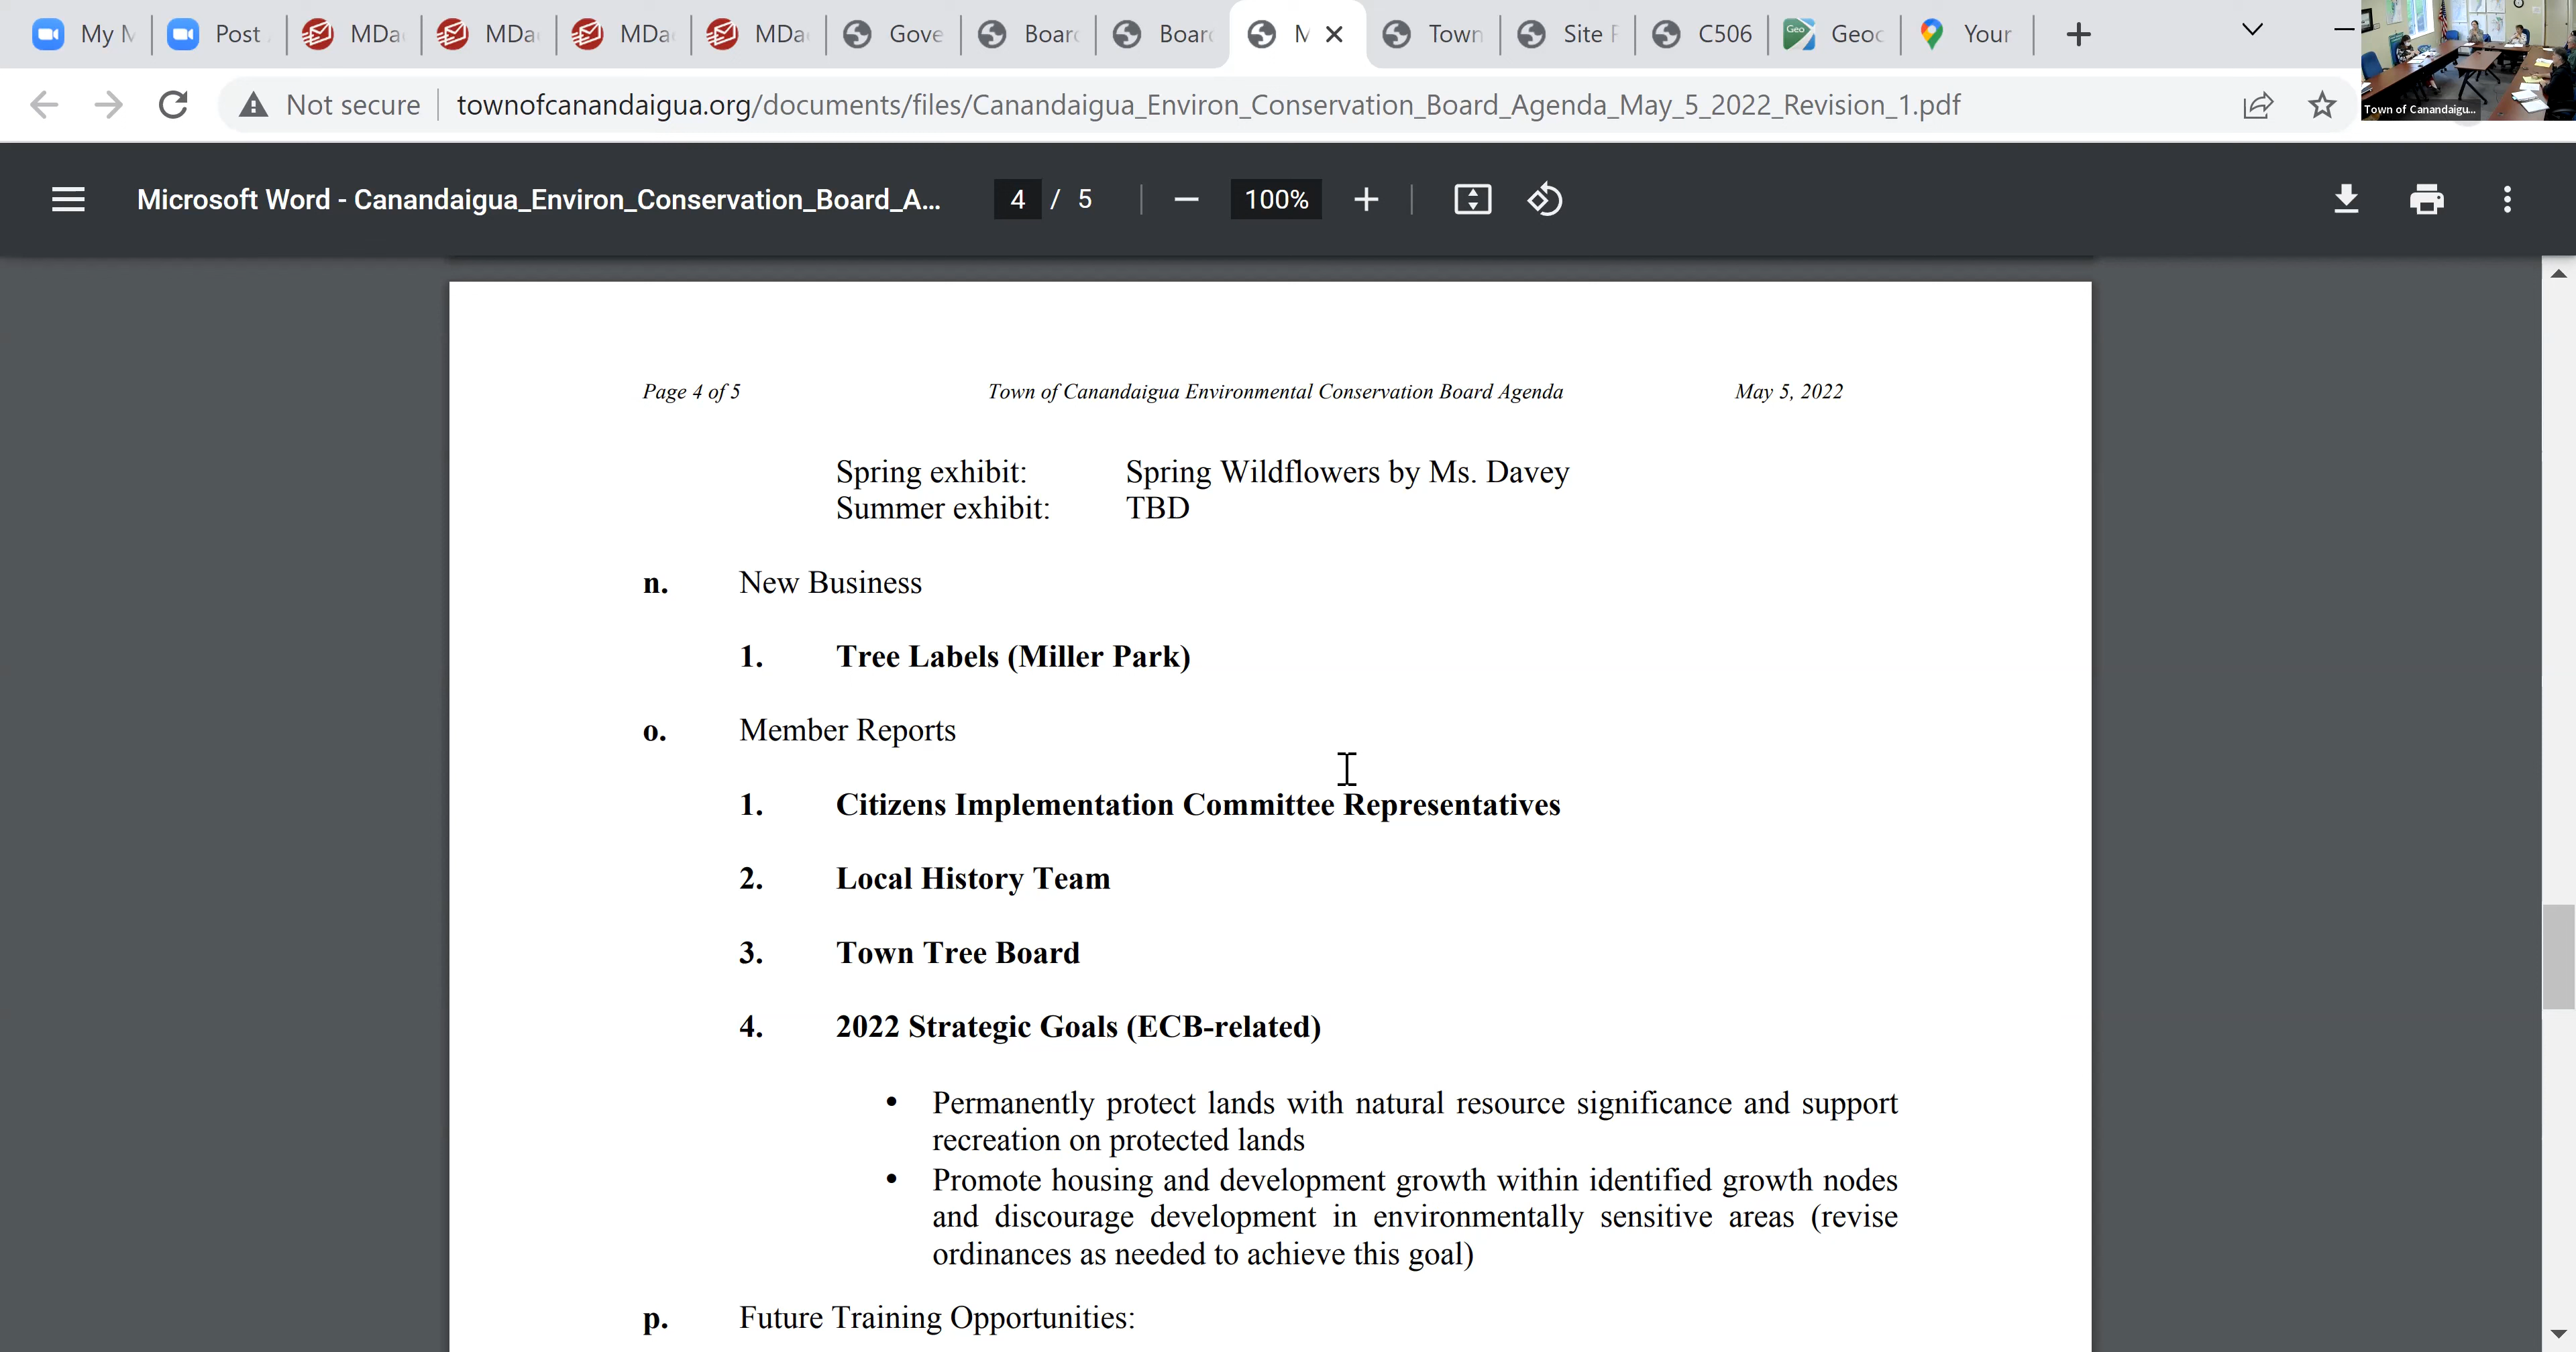 My M
Post
MDa
MDa
MDa
MDa
Gove
Board
Board
M
Town
Site P
C506
Geoc
Your
Not secure
townofcanandaigua.org/documents/files/Canandaigua_Environ_Conservation_Board_Agenda_May_5_2022_Revision_1.pdf
Town of Canandaigu...
Microsoft Word - Canandaigua_Environ_Conservation_Board_A...
4 / 5
100%
Page 4 of 5 Town of Canandaigua Environmental Conservation Board Agenda May 5, 2022
Spring exhibit: Spring Wildflowers by Ms. Davey
Summer exhibit: TBD
n. New Business
1. Tree Labels (Miller Park)
o. Member Reports
1. Citizens Implementation Committee Representatives
2. Local History Team
3. Town Tree Board
4. 2022 Strategic Goals (ECB-related)
• Permanently protect lands with natural resource significance and support
recreation on protected lands
• Promote housing and development growth within identified growth nodes
and discourage development in environmentally sensitive areas (revise
ordinances as needed to achieve this goal)
p. Future Training Opportunities: